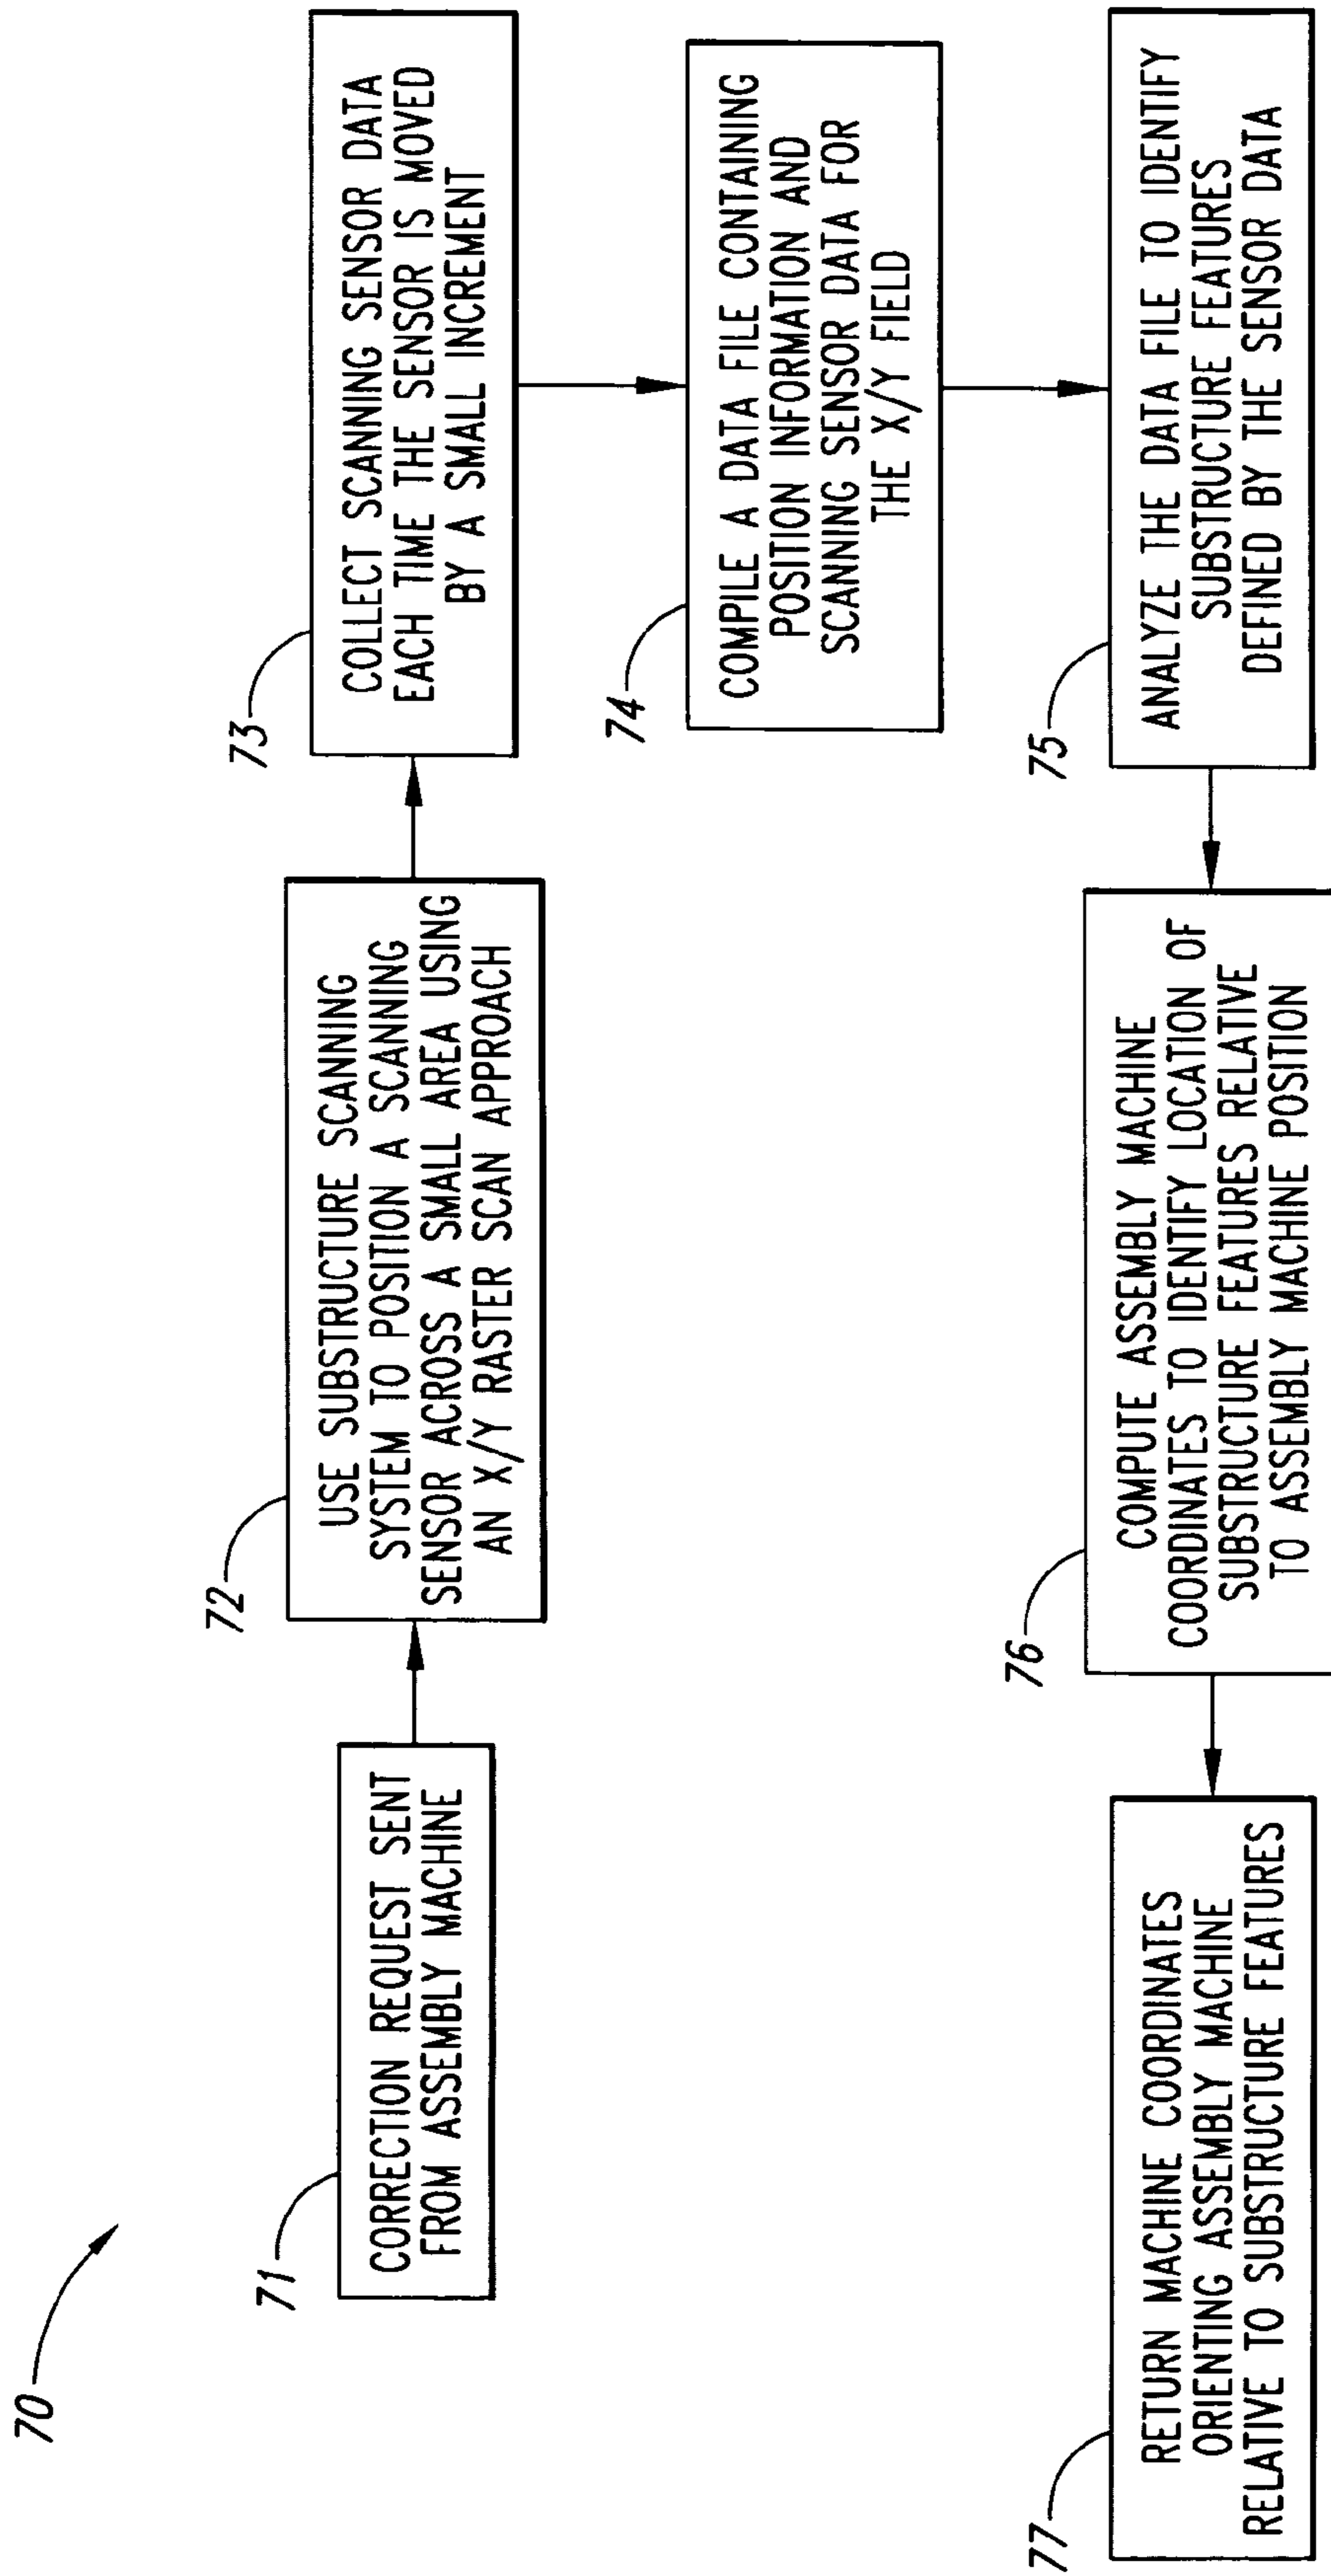 70
71
CORRECTION REQUEST SENT
FROM ASSEMBLY MACHINE
72
USE SUBSTRUCTURE SCANNING
SYSTEM TO POSITION A SCANNING
SENSOR ACROSS A SMALL AREA USING
AN X/Y RASTER SCAN APPROACH
73
COLLECT SCANNING SENSOR DATA
EACH TIME THE SENSOR IS MOVED
BY A SMALL INCREMENT
74
COMPILE A DATA FILE CONTAINING
POSITION INFORMATION AND
SCANNING SENSOR DATA FOR
THE X/Y FIELD
75
ANALYZE THE DATA FILE TO IDENTIFY
SUBSTRUCTURE FEATURES
DEFINED BY THE SENSOR DATA
76
COMPUTE ASSEMBLY MACHINE
COORDINATES TO IDENTIFY LOCATION OF
SUBSTRUCTURE FEATURES RELATIVE
TO ASSEMBLY MACHINE POSITION
77
RETURN MACHINE COORDINATES
ORIENTING ASSEMBLY MACHINE
RELATIVE TO SUBSTRUCTURE FEATURES